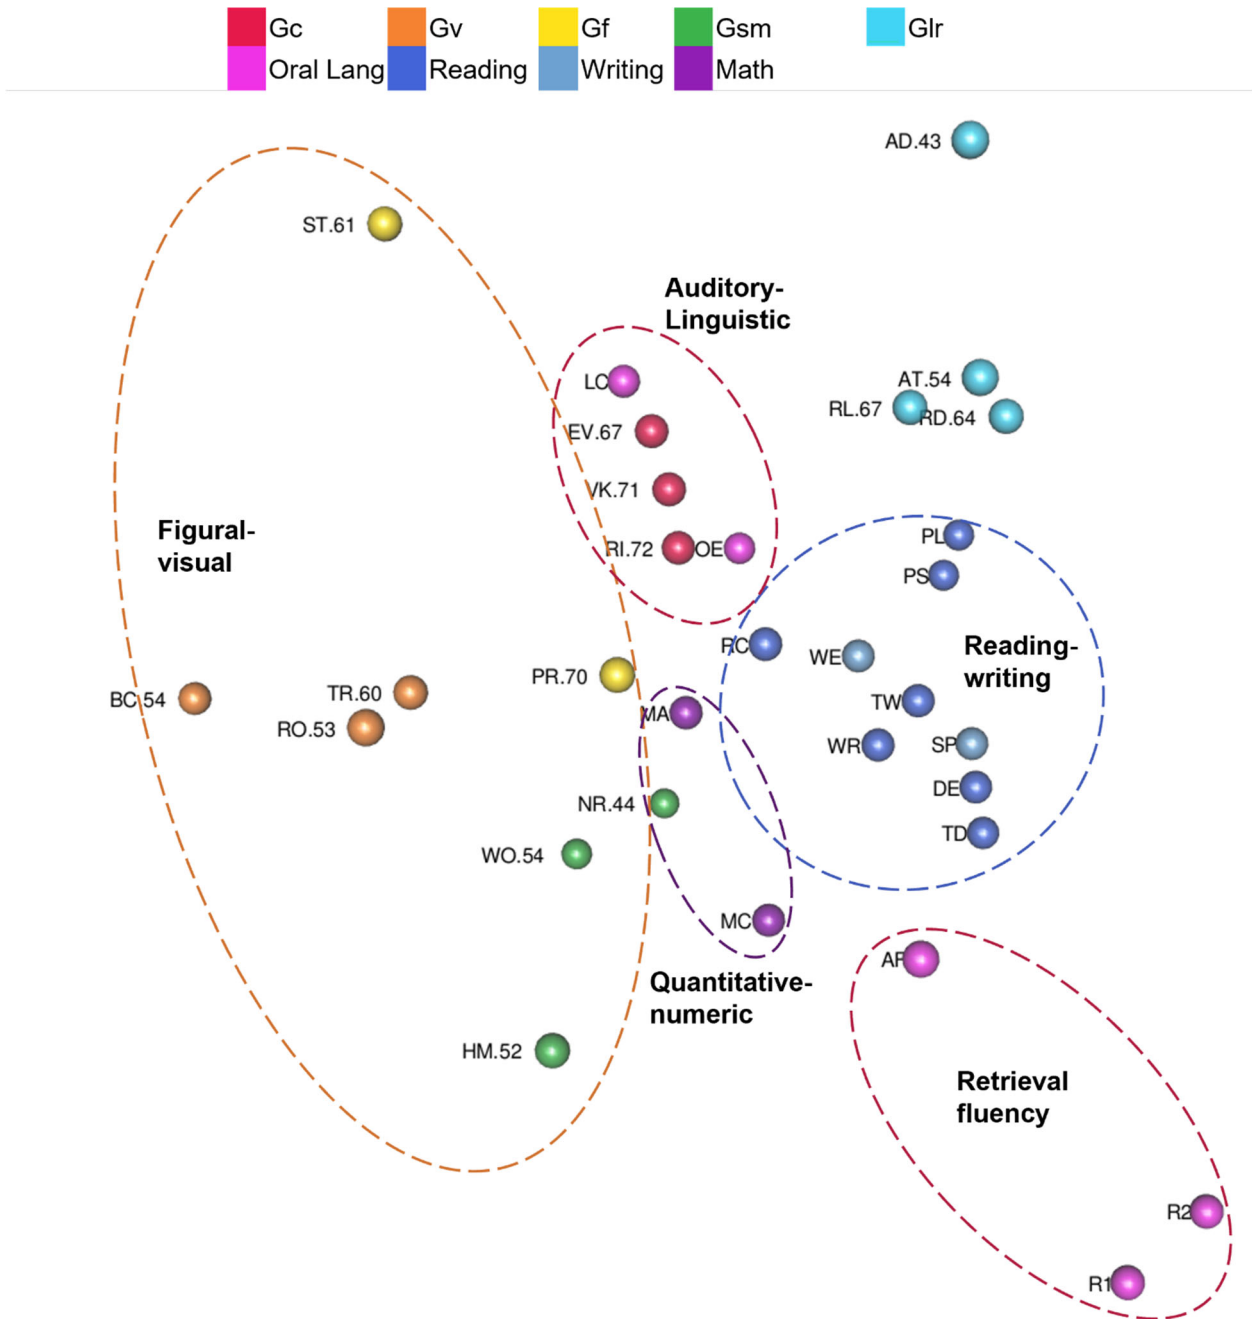 Gc
Gv
Gf
Gsm
Glr
Oral Lang
Reading
Writing
Math
AD.43
ST.61
Auditory-
Linguistic
LC
AT.54
RL.67
RD.64
EV.67
VK.71
Figural-
visual
RI.72
OE
PL
PS
RC
WE
Reading-
writing
PR.70
BC.54
TR.60
RO.53
MA
TW
WR
SP
DE
NR.44
TD
WO.54
MC
AF
Quantitative-
numeric
HM.52
Retrieval
fluency
R2
R1